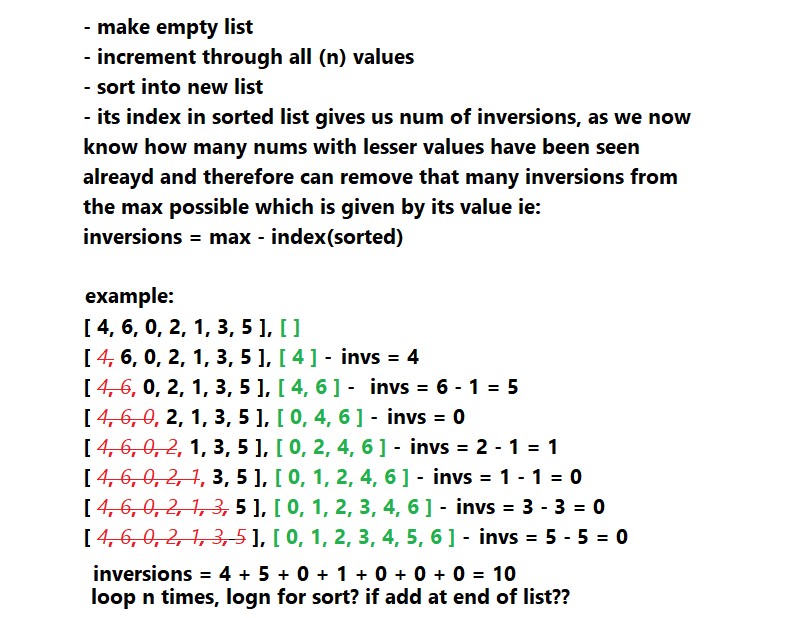 - make empty list
- increment through all (n) values
- sort into new list
- its index in sorted list gives us num of inversions, as we now
know how many nums with lesser values have been seen
alreayd and therefore can remove that many inversions from
the max possible which is given by its value ie:
inversions = max - index(sorted)
example:
[ 4, 6, 0, 2, 1, 3, 5 ], [ ]
[ 4, 6, 0, 2, 1, 3, 5 ], [ 4 ] - invs = 4
[ 4, 6, 0, 2, 1, 3, 5 ], [ 4, 6 ] - invs = 6 - 1 = 5
[ 4, 6, 0, 2, 1, 3, 5 ], [ 0, 4, 6 ] - invs = 0
[ 4, 6, 0, 2, 1, 3, 5 ], [ 0, 2, 4, 6 ] - invs = 2 - 1 = 1
[ 4, 6, 0, 2, 1, 3, 5 ], [ 0, 1, 2, 4, 6 ] - invs = 1 - 1 = 0
[ 4, 6, 0, 2, 1, 3, 5 ], [ 0, 1, 2, 3, 4, 6 ] - invs = 3 - 3 = 0
[ 4, 6, 0, 2, 1, 3, 5 ], [ 0, 1, 2, 3, 4, 5, 6 ] - invs = 5 - 5 = 0
inversions = 4 + 5 + 0 + 1 + 0 + 0 + 0 = 10
loop n times, logn for sort? if add at end of list??